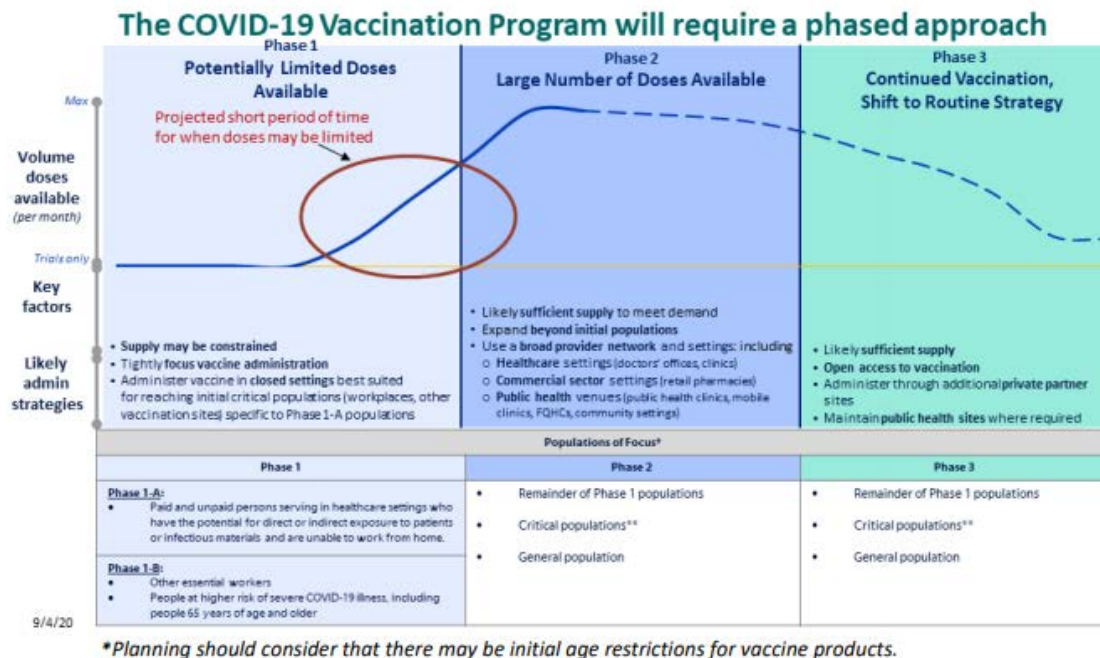 The COVID-19 Vaccination Program will require a phased approach
Phase 1
Potentially Limited Doses
Available
Projected short period of time
for when doses may be limited
Phase 2
Large Number of Doses Available
Phase 3
Continued Vaccination,
Shift to Routine Strategy
Max
Volume
doses
available
(per month)
Trials only
Key
factors
Likely
admin
strategies
• Supply may be constrained
• Tightly focus vaccine administration
• Administer vaccine in closed settings best suited
for reaching initial critical populations (workplaces, other
vaccination sites) specific to Phase 1-A populations
• Likely sufficient supply to meet demand
• Expand beyond initial populations
• Use a broad provider network and settings: including
o Healthcare settings (doctors' offices, clinics)
o Commercial sector settings (retail pharmacies)
o Public health venues (public health clinics, mobile
clinics, FQHCs, community settings)
• Likely sufficient supply
• Open access to vaccination
• Administer through additional private partner
sites
• Maintain public health sites where required
Populations of Focus*
Phase 1
Phase 2
Phase 3
Phase 1-A:
• Paid and unpaid persons serving in healthcare settings who
have the potential for direct or indirect exposure to patients
or infectious materials and are unable to work from home.
Phase 1-B:
• Other essential workers
• People at higher risk of severe COVID-19 illness, including
people 65 years of age and older
• Remainder of Phase 1 populations
• Critical populations**
• General population
• Remainder of Phase 1 populations
• Critical populations**
• General population
9/4/20
*Planning should consider that there may be initial age restrictions for vaccine products.